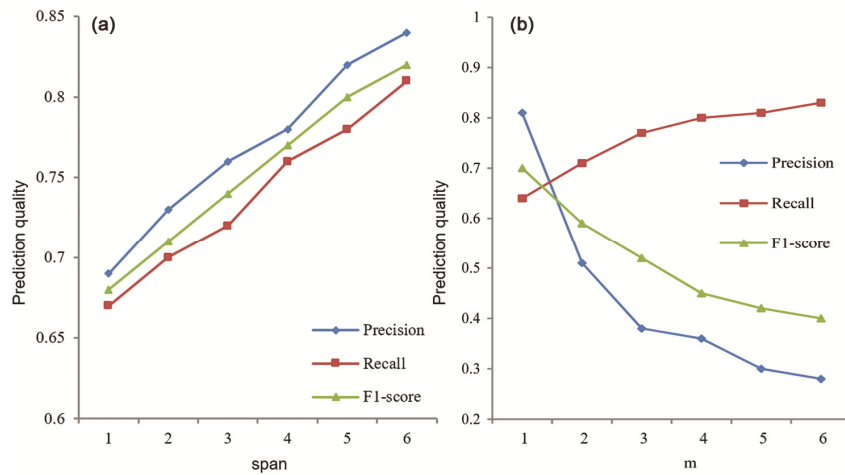 (a)
Prediction quality
0.85
0.8
0.75
0.7
0.65
0.6
Precision
Recall
F1-score
1 2 3 4 5 6
span
(b)
Prediction quality
1
0.9
0.8
0.7
0.6
0.5
0.4
0.3
0.2
Precision
Recall
F1-score
1 2 3 4 5 6
m